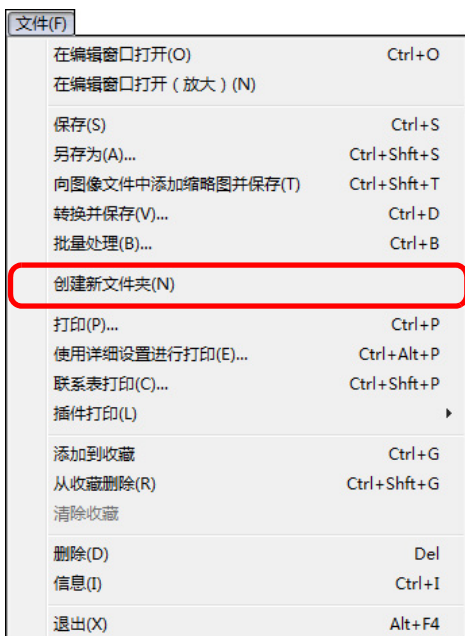 文件(F)
在编辑窗口打开(O) Ctrl+O
在编辑窗口打开（放大）(N)
保存(S) Ctrl+S
另存为(A)... Ctrl+Shft+S
向图像文件中添加缩略图并保存(T) Ctrl+Shft+T
转换并保存(V)... Ctrl+D
批量处理(B)... Ctrl+B
创建新文件夹(N)
打印(P)... Ctrl+P
使用详细设置进行打印(E)... Ctrl+Alt+P
联系表打印(C)... Ctrl+Shft+P
插件打印(L)
添加到收藏 Ctrl+G
从收藏删除(R) Ctrl+Shft+G
清除收藏
删除(D) Del
信息(I) Ctrl+I
退出(X) Alt+F4